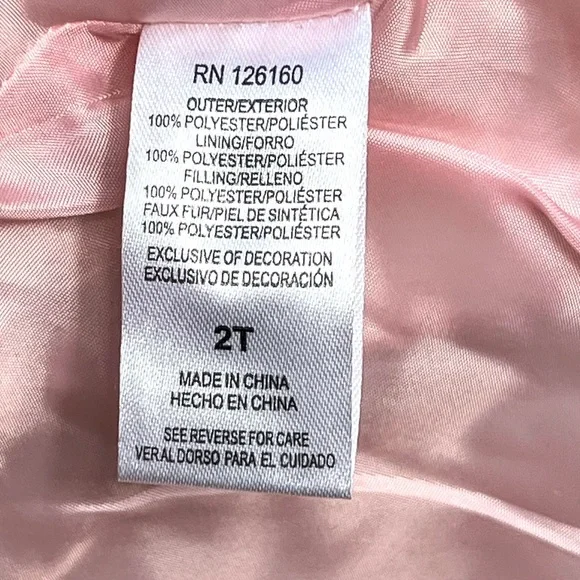 RN 126160
OUTER/EXTERIOR
100% POLYESTER/POLIÉSTER
LINING/FORRO
100% POLYESTER/POLIÉSTER
FILLING/RELLENO
100% POLYESTER/POLIÉSTER
FAUX FUR/PIEL DE SINTÉTICA
100% POLYESTER/POLIÉSTER
EXCLUSIVE OF DECORATION
EXCLUSIVO DE DECORACIÓN
2T
MADE IN CHINA
HECHO EN CHINA
SEE REVERSE FOR CARE
VER AL DORSO PARA EL CUIDADO